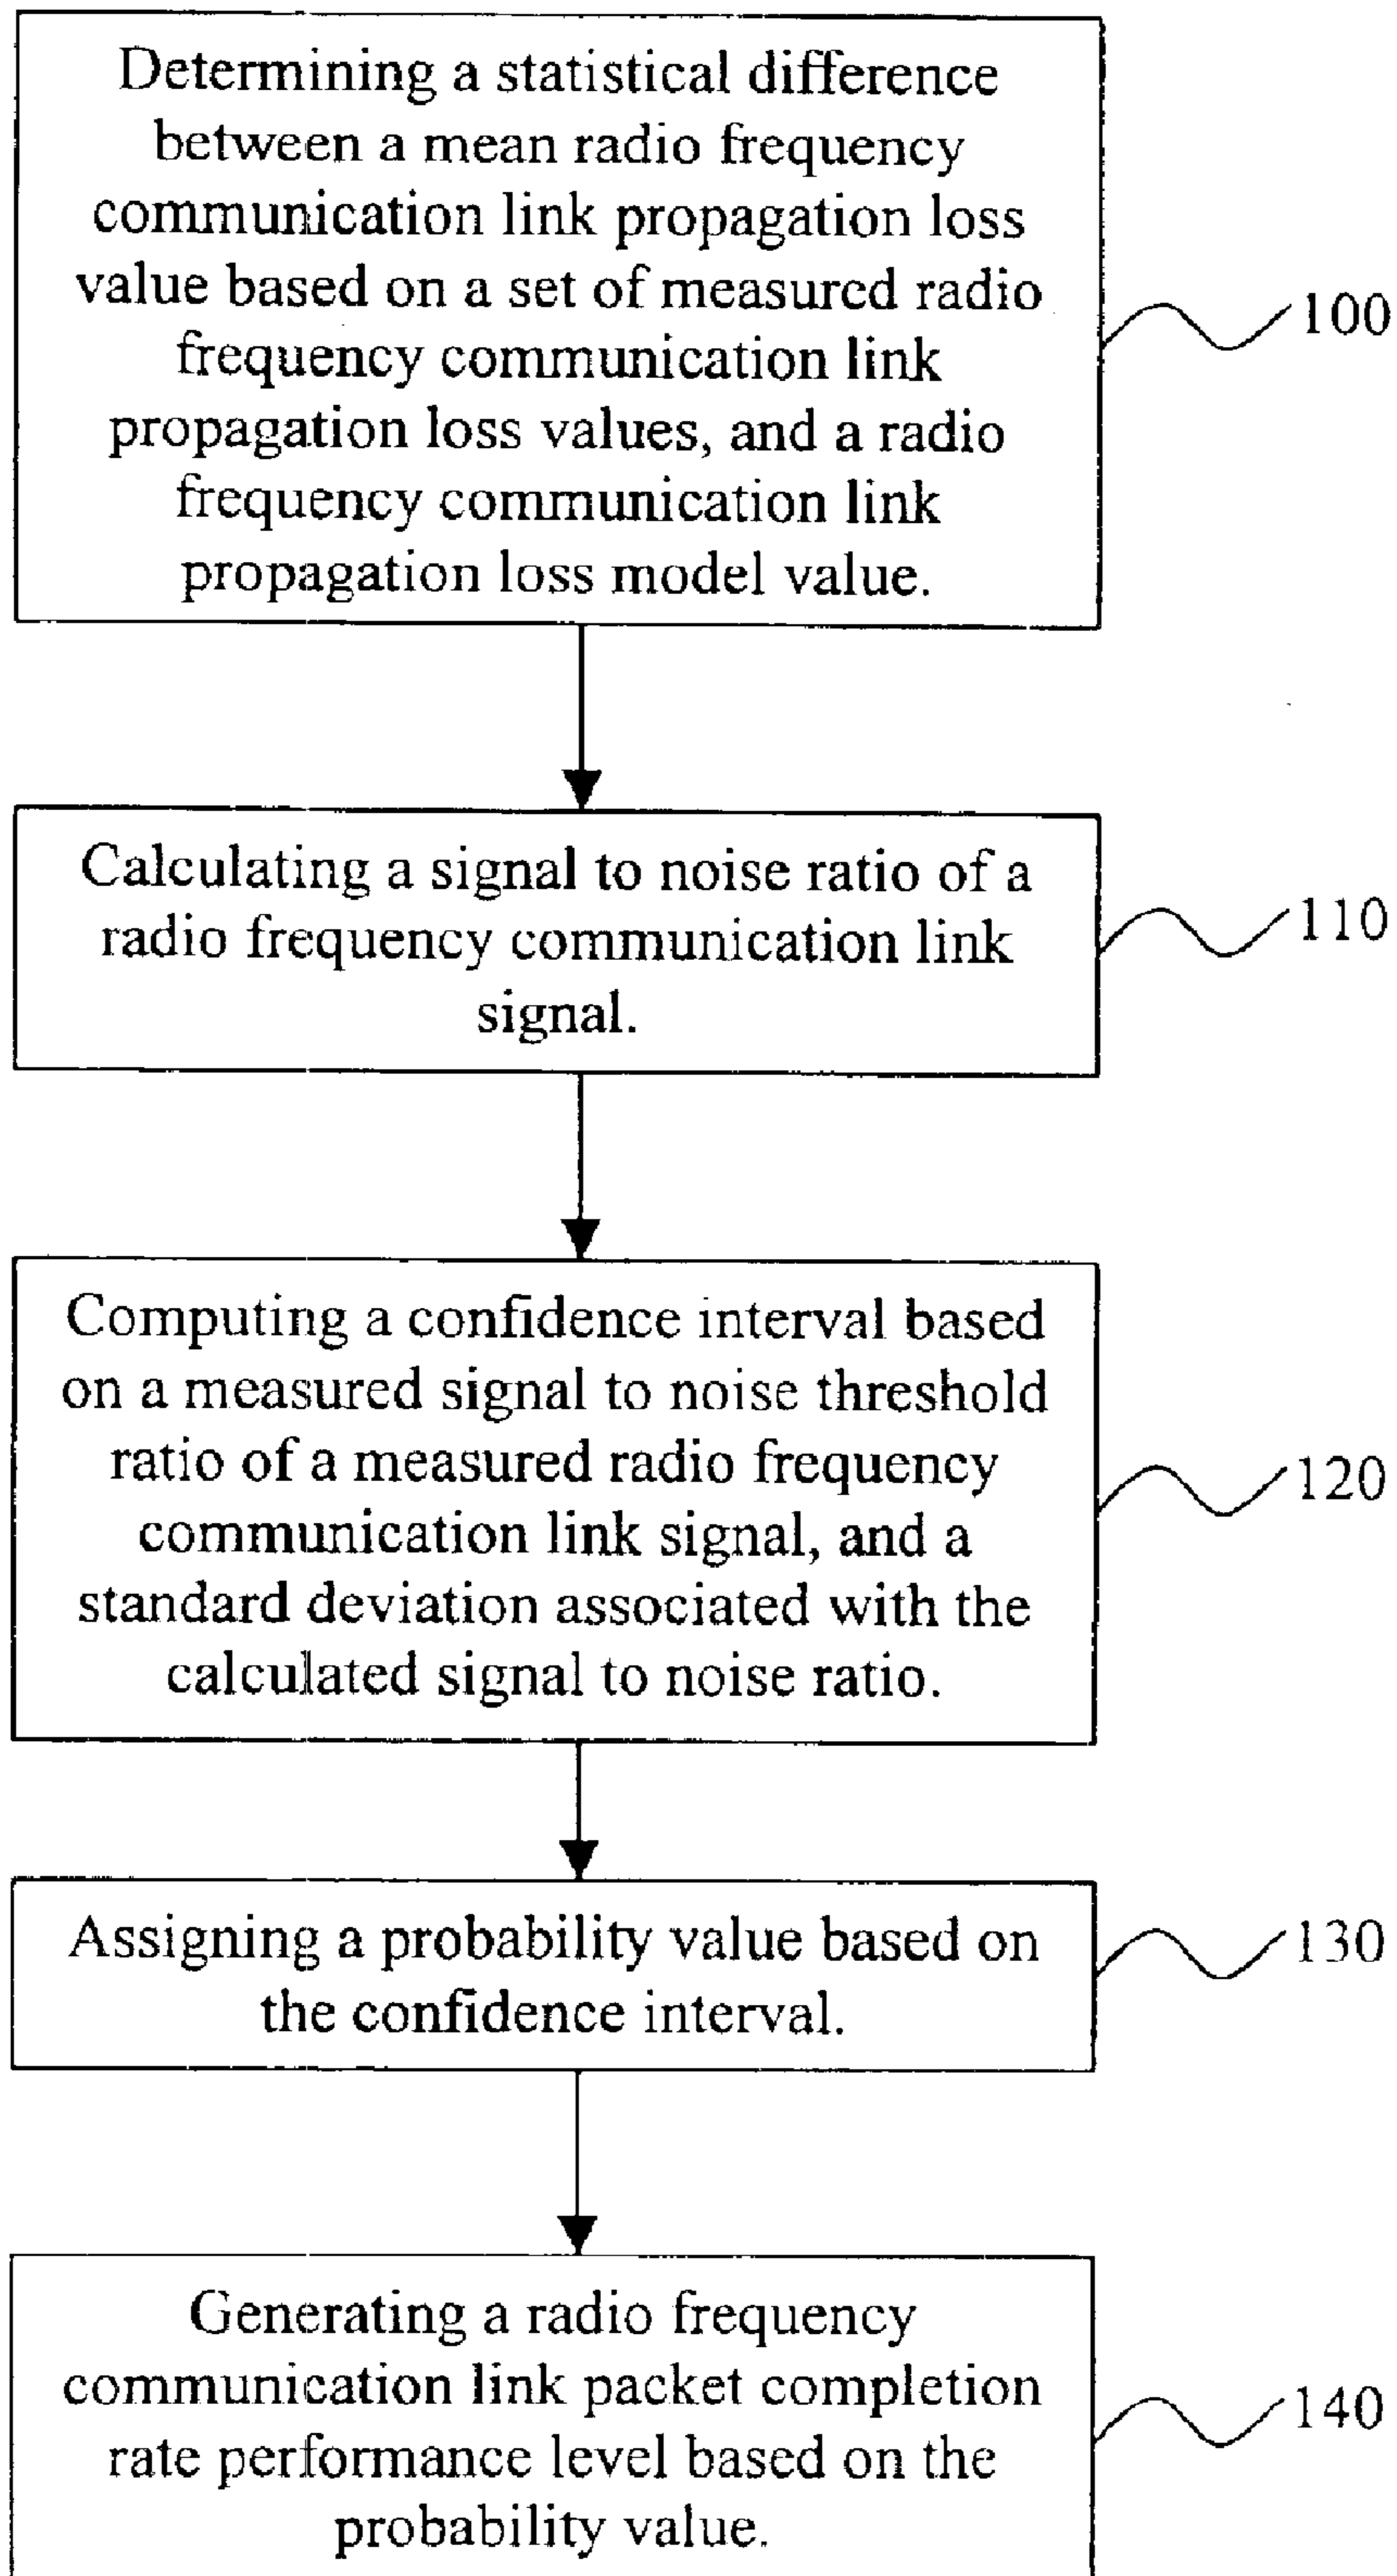 Determining a statistical difference
between a mean radio frequency
communication link propagation loss
value based on a set of measured radio
frequency communication link
propagation loss values, and a radio
frequency communication link
propagation loss model value.
100
Calculating a signal to noise ratio of a
radio frequency communication link
signal.
110
Computing a confidence interval based
on a measured signal to noise threshold
ratio of a measured radio frequency
communication link signal, and a
standard deviation associated with the
calculated signal to noise ratio.
120
Assigning a probability value based on
the confidence interval.
130
Generating a radio frequency
communication link packet completion
rate performance level based on the
probability value.
140